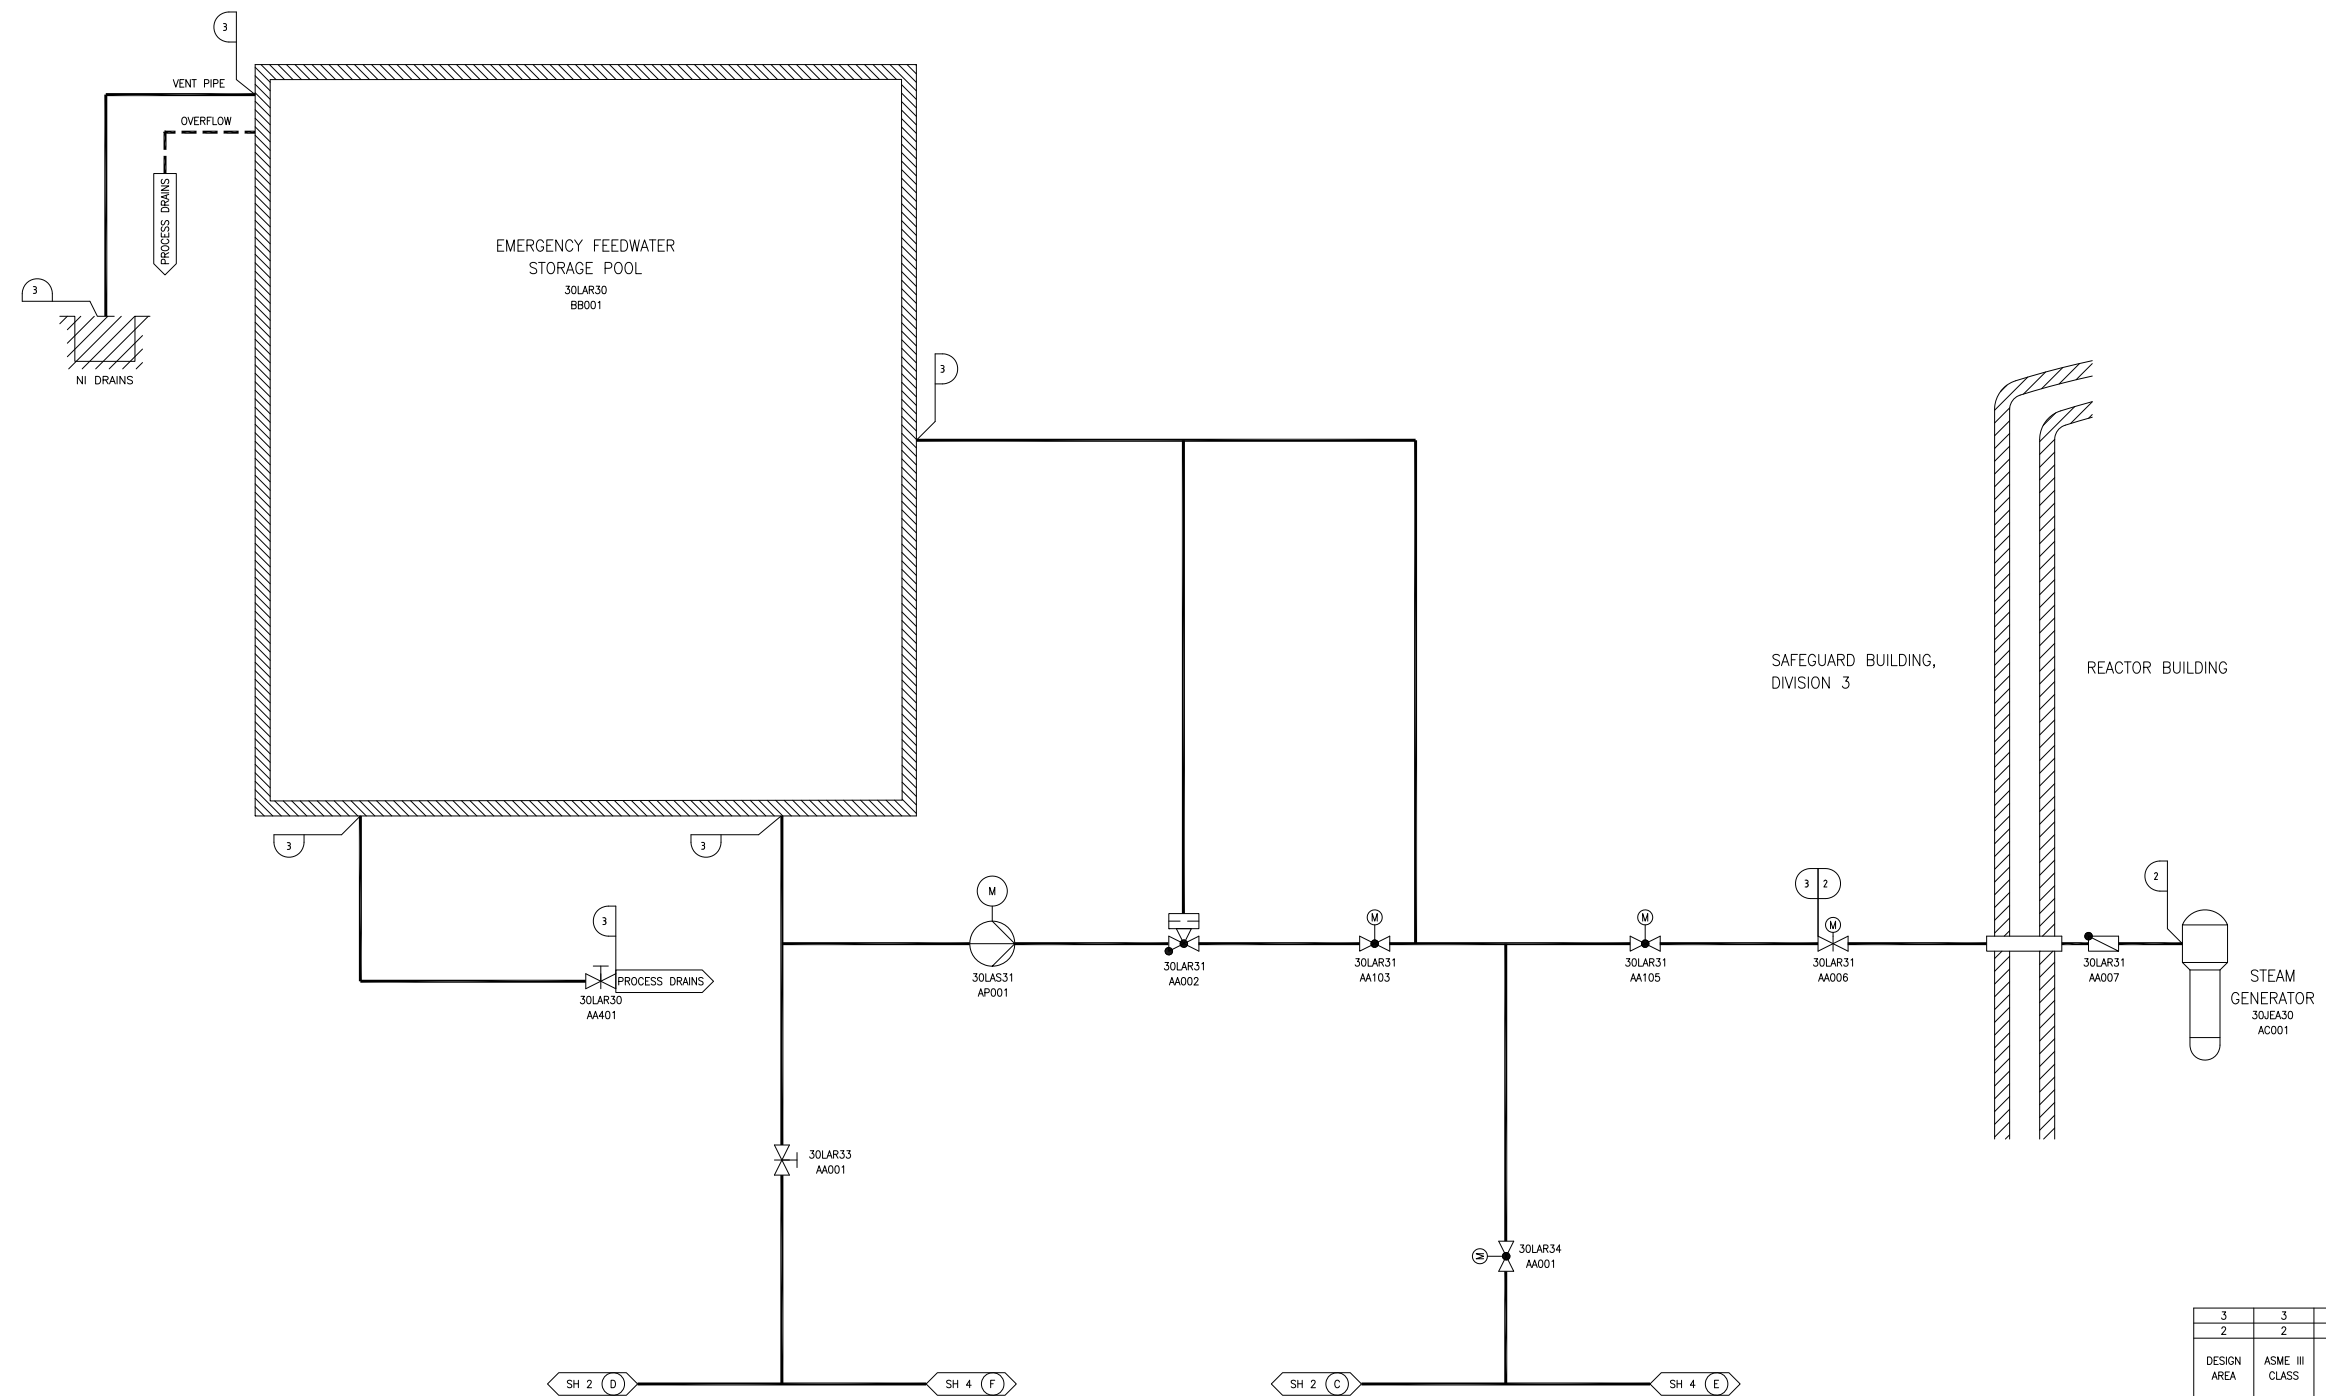 3
VENT PIPE
OVERFLOW
PROCESS DRAINS
3
NI DRAINS
EMERGENCY FEEDWATER
STORAGE POOL
30LAR30
BB001
3
SAFEGUARD BUILDING,
DIVISION 3
REACTOR BUILDING
3
3
3
PROCESS DRAINS
30LAR30
AA401
M
30LAS31
AP001
30LAR31
AA002
M
30LAR31
AA103
M
30LAR31
AA105
3 2
M
30LAR31
AA006
30LAR31
AA007
2
STEAM
GENERATOR
30JEA30
AC001
30LAR33
AA001
M
30LAR34
AA001
SH 2 D
SH 4 F
SH 2 C
SH 4 E
3 3
2 2
DESIGN AREA
ASME III CLASS